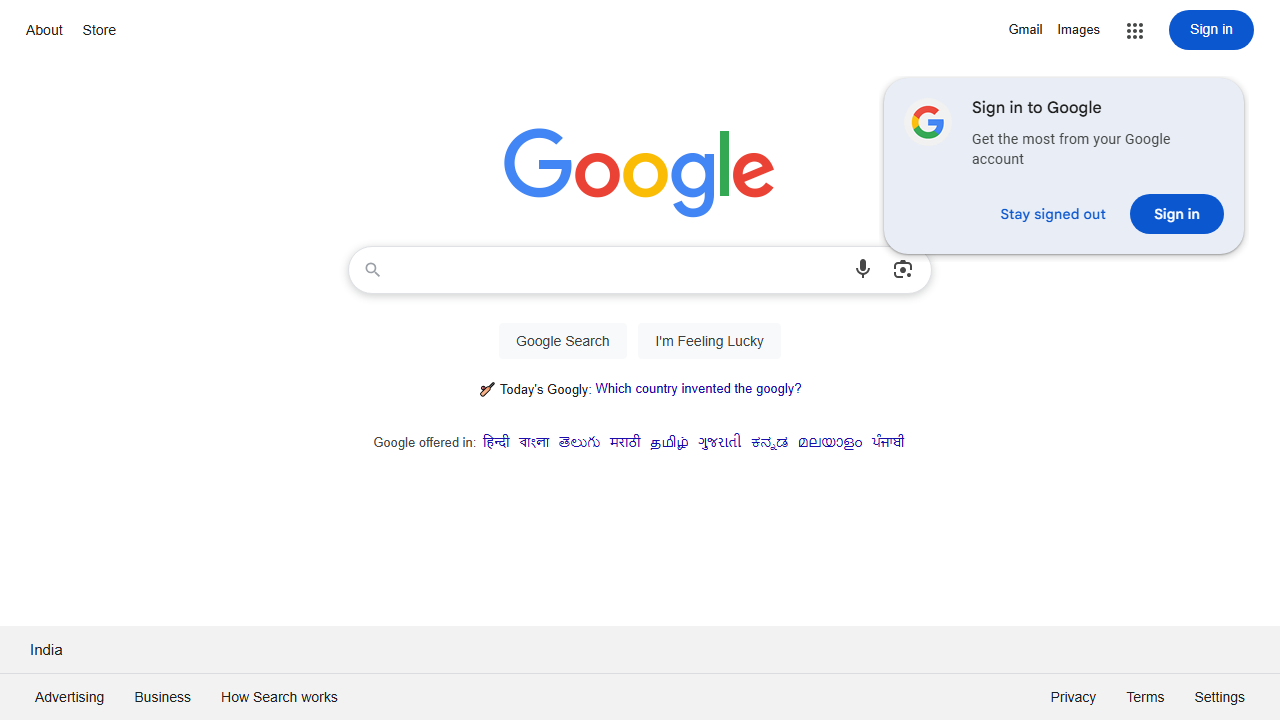 About Store
Gmail Images Sign in
Sign in to Google
Get the most from your Google
account
Stay signed out Sign in
Google
Google Search I'm Feeling Lucky
Today's Googly: Which country invented the googly?
Google offered in: हिन्दी বাংলা తెలుగు मराठी தமிழ் ગુજરાતી ಕನ್ನಡ മലയാളം ਪੰਜਾਬੀ
India
Advertising Business How Search works
Privacy Terms Settings